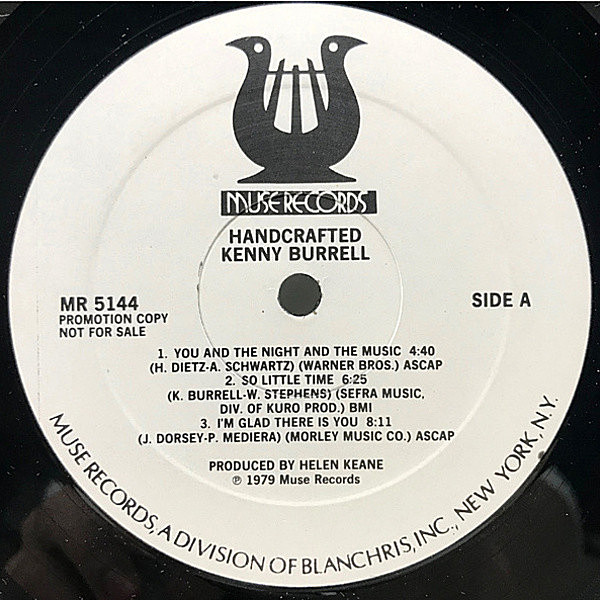 MUSE RECORDS
HANDCRAFTED
KENNY BURRELL
MR 5144
PROMOTION COPY
NOT FOR SALE
SIDE A
1. YOU AND THE NIGHT AND THE MUSIC 4:40
(H. DIETZ-A. SCHWARTZ) (WARNER BROS.) ASCAP
2. SO LITTLE TIME 6:25
(K. BURRELL-W. STEPHENS) (SEFRA MUSIC,
DIV. OF KURO PROD.) BMI
3. I'M GLAD THERE IS YOU 8:11
(J. DORSEY-P. MEDIERA) (MORLEY MUSIC CO.) ASCAP
PRODUCED BY HELEN KEANE
℗ 1979 Muse Records
MUSE RECORDS, A DIVISION OF BLANCHRIS, INC., NEW YORK, N.Y.